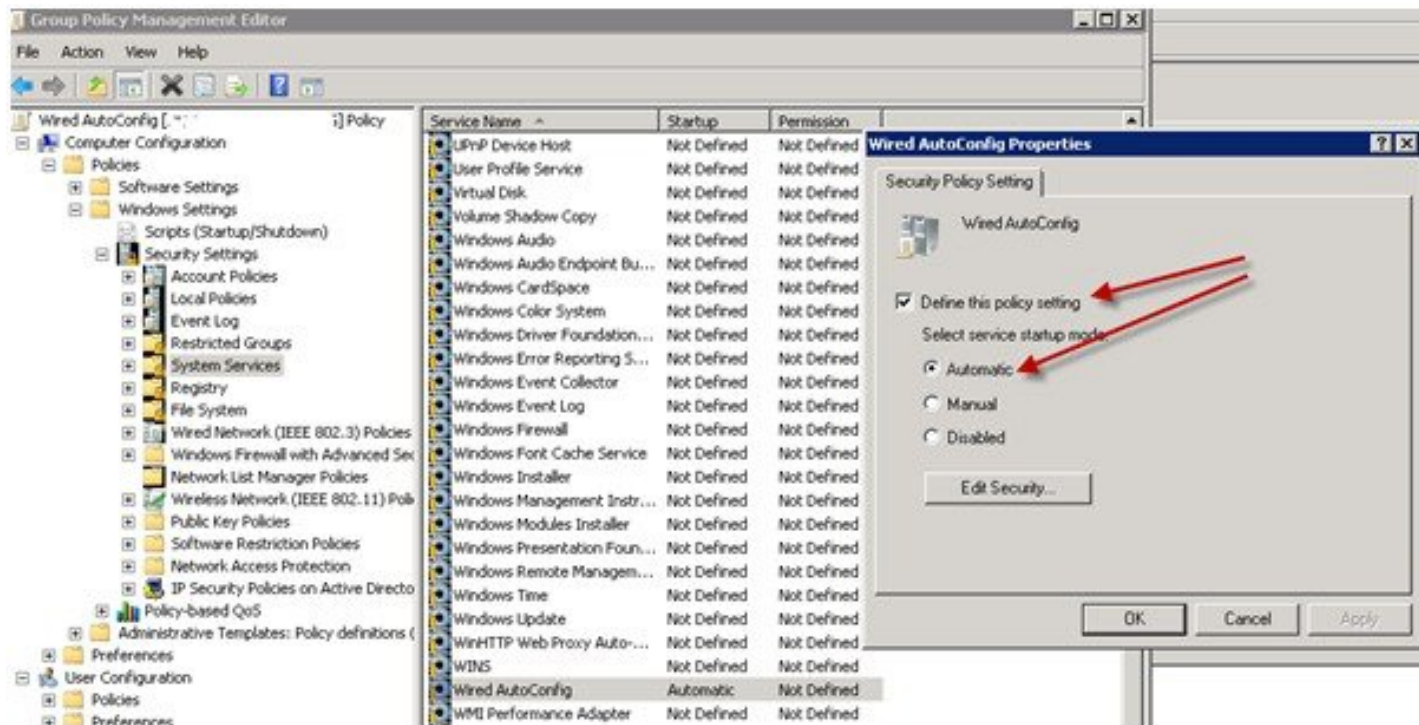 Group Policy Management Editor
File Action View Help
Wired AutoConfig [. Policy
Computer Configuration
Policies
Software Settings
Windows Settings
Scripts (Startup/Shutdown)
Security Settings
Account Policies
Local Policies
Event Log
Restricted Groups
System Services
Registry
File System
Wired Network (IEEE 802.3) Policies
Windows Firewall with Advanced Sec
Network List Manager Policies
Wireless Network (IEEE 802.11) Poli
Public Key Policies
Software Restriction Policies
Network Access Protection
IP Security Policies on Active Directo
Policy-based QoS
Administrative Templates: Policy definitions (
Preferences
User Configuration
Policies
Preferences
Service Name Startup Permission
UPnP Device Host Not Defined Not Defined
User Profile Service Not Defined Not Defined
Virtual Disk Not Defined Not Defined
Volume Shadow Copy Not Defined Not Defined
Windows Audio Not Defined Not Defined
Windows Audio Endpoint Bu... Not Defined Not Defined
Windows CardSpace Not Defined Not Defined
Windows Color System Not Defined Not Defined
Windows Driver Foundation... Not Defined Not Defined
Windows Error Reporting S... Not Defined Not Defined
Windows Event Collector Not Defined Not Defined
Windows Event Log Not Defined Not Defined
Windows Firewall Not Defined Not Defined
Windows Font Cache Service Not Defined Not Defined
Windows Installer Not Defined Not Defined
Windows Management Instr... Not Defined Not Defined
Windows Modules Installer Not Defined Not Defined
Windows Presentation Foun... Not Defined Not Defined
Windows Remote Managem... Not Defined Not Defined
Windows Time Not Defined Not Defined
Windows Update Not Defined Not Defined
WinHTTP Web Proxy Auto-... Not Defined Not Defined
WINS Not Defined Not Defined
Wired AutoConfig Automatic Not Defined
WMI Performance Adapter Not Defined Not Defined
Wired AutoConfig Properties
Security Policy Setting
Wired AutoConfig
Define this policy setting
Select service startup mode:
Automatic
Manual
Disabled
Edit Security...
OK Cancel Apply